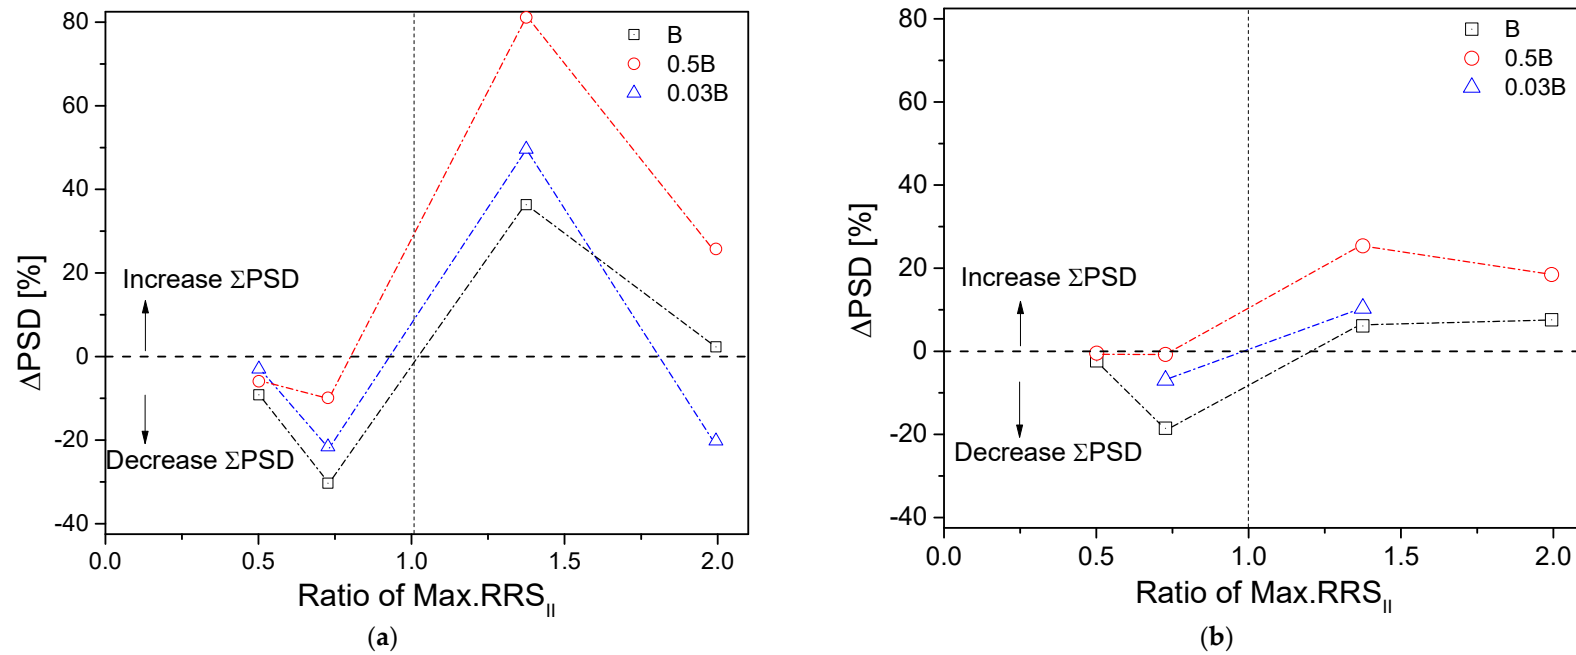 80
60
40
20
0
-20
-40
ΔPSD [%]
B
0.5B
0.03B
Increase ΣPSD
Decrease ΣPSD
0.0
0.5
1.0
1.5
2.0
Ratio of Max.RRS_II
(a)
80
60
40
20
0
-20
-40
ΔPSD [%]
B
0.5B
0.03B
Increase ΣPSD
Decrease ΣPSD
0.0
0.5
1.0
1.5
2.0
Ratio of Max.RRS_II
(b)